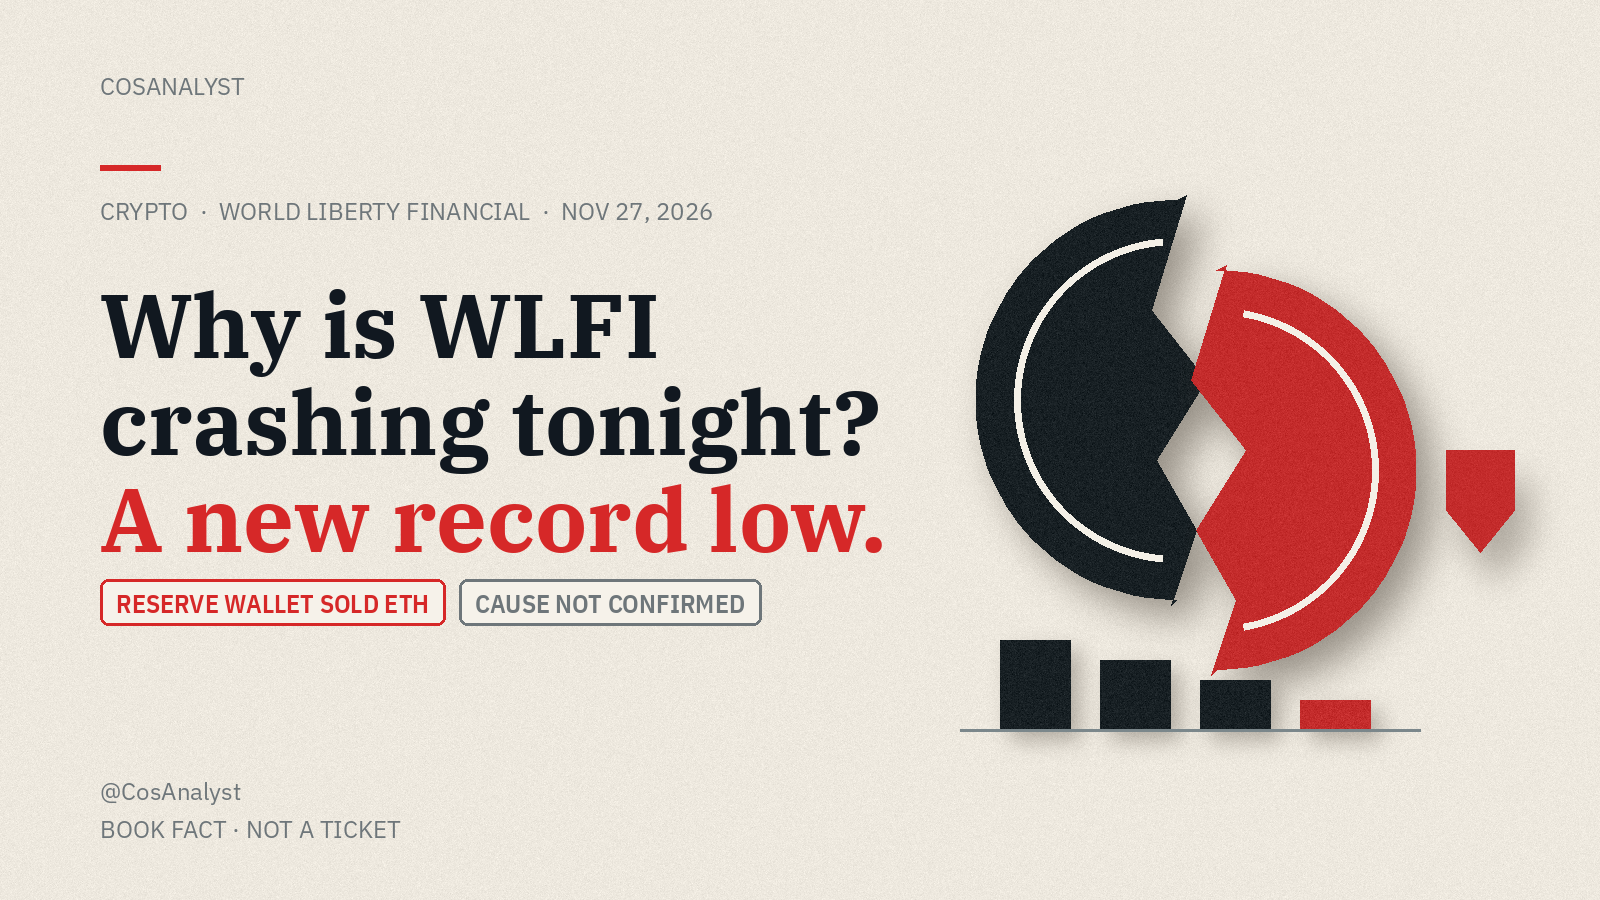 COSANALYST
CRYPTO · WORLD LIBERTY FINANCIAL · NOV 27, 2026
Why is WLFI
crashing tonight?
A new record low.
RESERVE WALLET SOLD ETH CAUSE NOT CONFIRMED
@CosAnalyst
BOOK FACT · NOT A TICKET